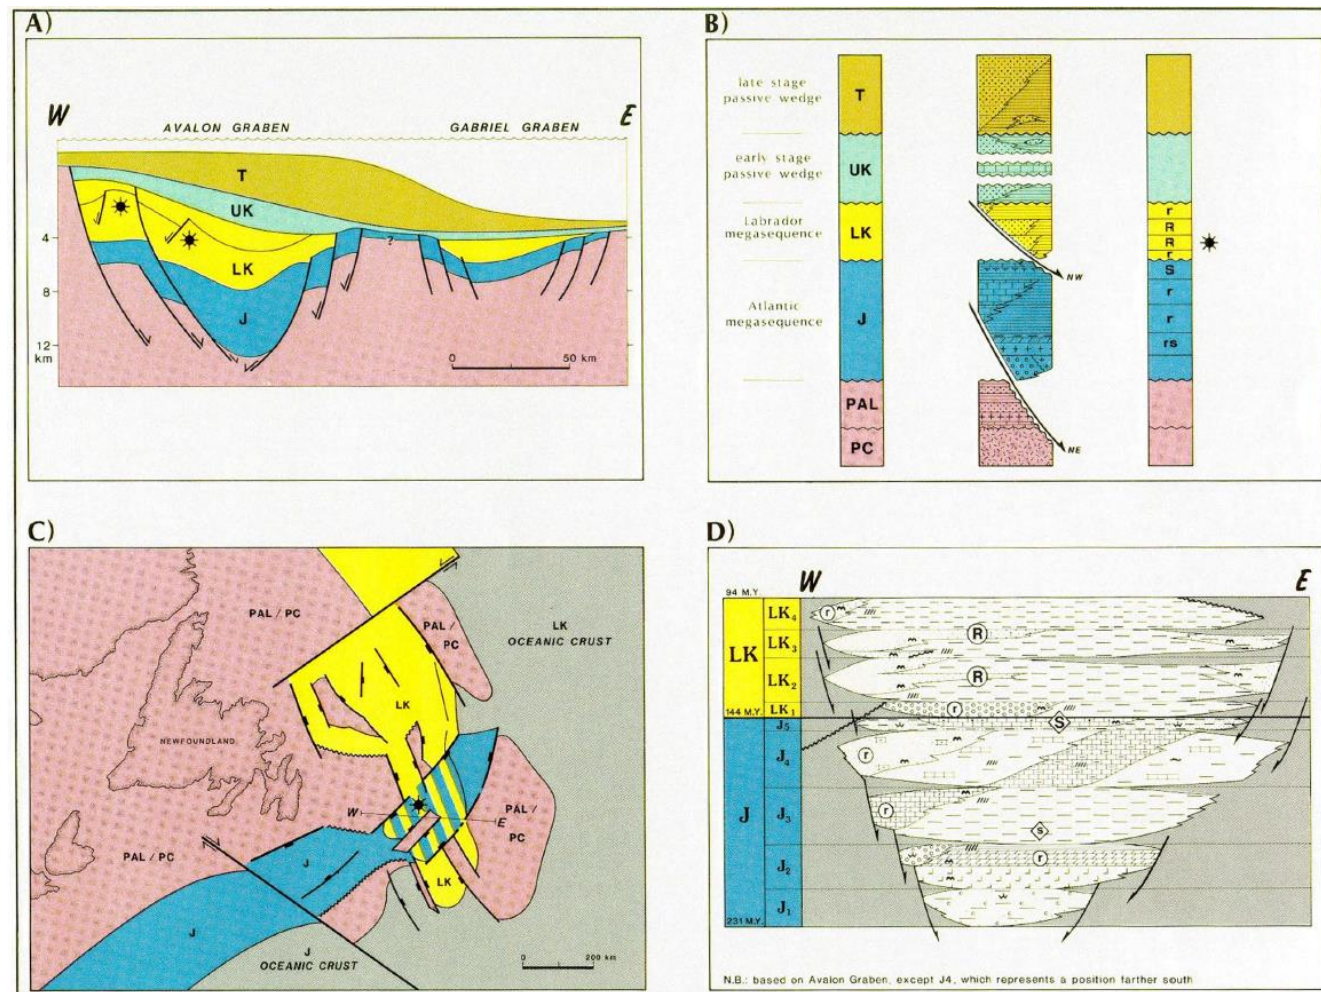 A)
W
E
AVALON GRABEN
GABRIEL GRABEN
T
UK
LK
J
?
4
8
12
km
0
50 km
B)
late stage
passive wedge
early stage
passive wedge
Labrador
megasequence
Atlantic
megasequence
T
UK
LK
J
PAL
PC
NW
NE
r
R
R
r
S
r
r
rs
C)
PAL / PC
PAL /
PC
LK
OCEANIC CRUST
LK
NEWFOUNDLAND
W
E
PAL /
PC
PAL / PC
J
LK
J
J
OCEANIC CRUST
0
200 km
D)
W
E
94 M.Y.
LK
LK4
LK3
LK2
LK1
144 M.Y.
J
J5
J4
J3
J2
J1
231 M.Y.
r
R
R
r
S
r
r
s
r
N.B.: based on Avalon Graben, except J4, which represents a position farther south